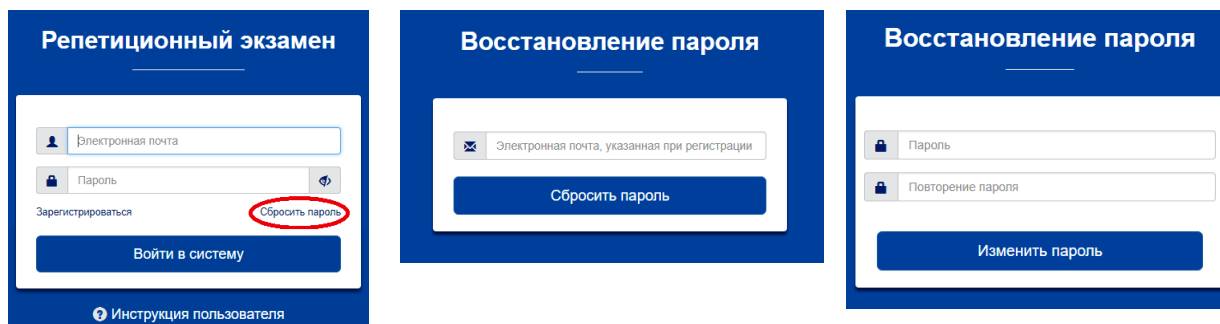 Репетиционный экзамен
Электронная почта
Пароль
Зарегистрироваться
Сбросить пароль
Войти в систему
Инструкция пользователя
Восстановление пароля
Электронная почта, указанная при регистрации
Сбросить пароль
Восстановление пароля
Пароль
Повторение пароля
Изменить пароль